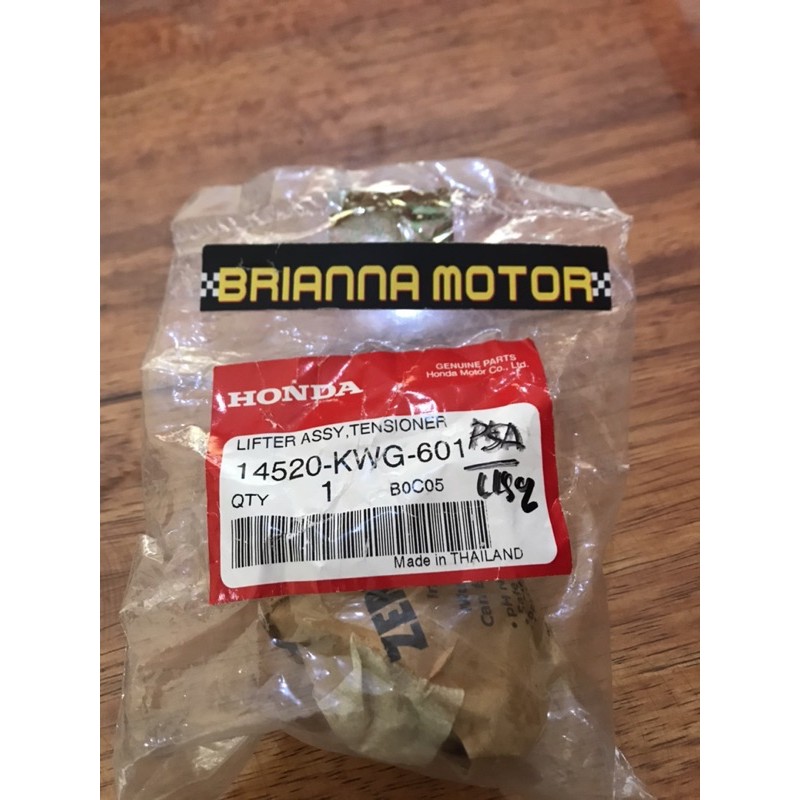 BRIANNA MOTOR
GENUINE PARTS
Honda Motor Co., Ltd.
HONDA
LIFTER ASSY,TENSIONER
14520-KWG-601
QTY 1 B0C05
Made in THAILAND
ZER